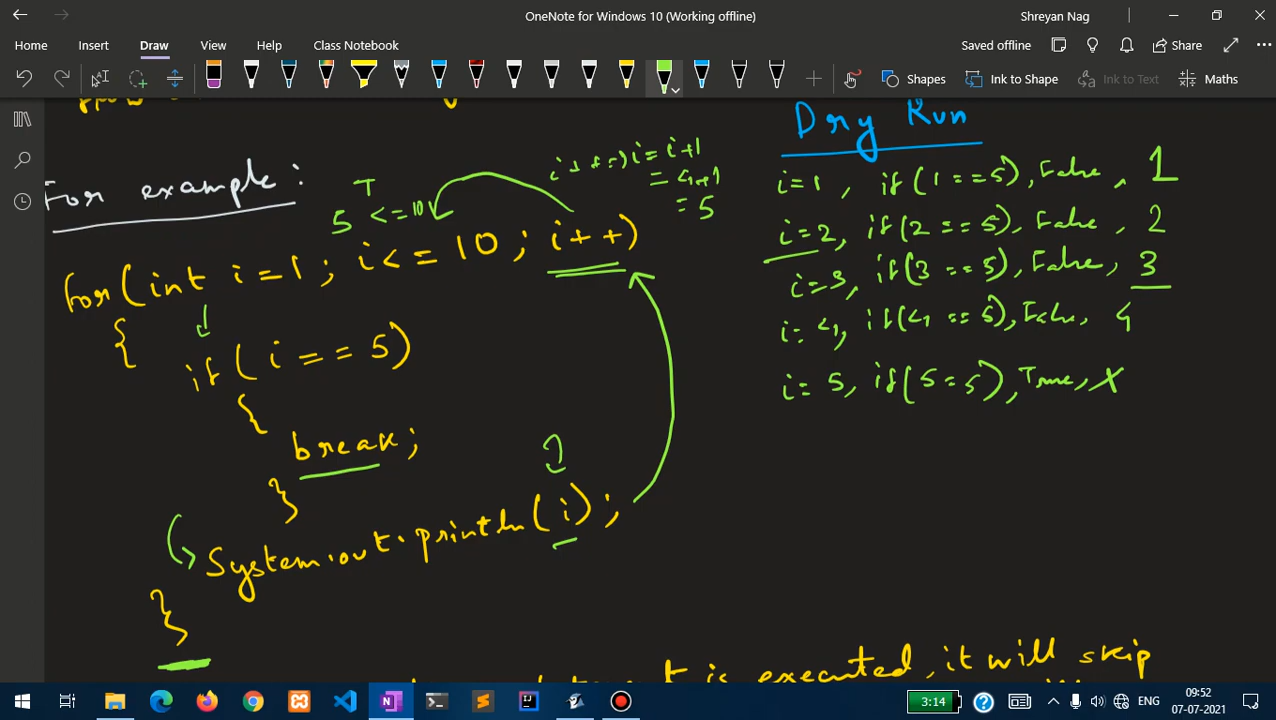 OneNote for Windows 10 (Working offline)
Shreyan Nag
Home Insert Draw View Help Class Notebook
Saved offline
Share
Shapes
Ink to Shape
Ink to Text
Maths
Dry Run
For example:
for(int i=1; i<=10; i++)
{
if(i==5)
{
break;
}
System.out.println(i);
}
T
5 <=10
i++=)i=i+1
=4+1
=5
2
i=1, if(1==5), False, 1
i=2, if(2==5), False, 2
i=3, if(3==5), False, 3
i=4, if(4==5), False, 4
i=5, if(5=5), True, X
is executed, it will skip
3:14
ENG
09:52
07-07-2021